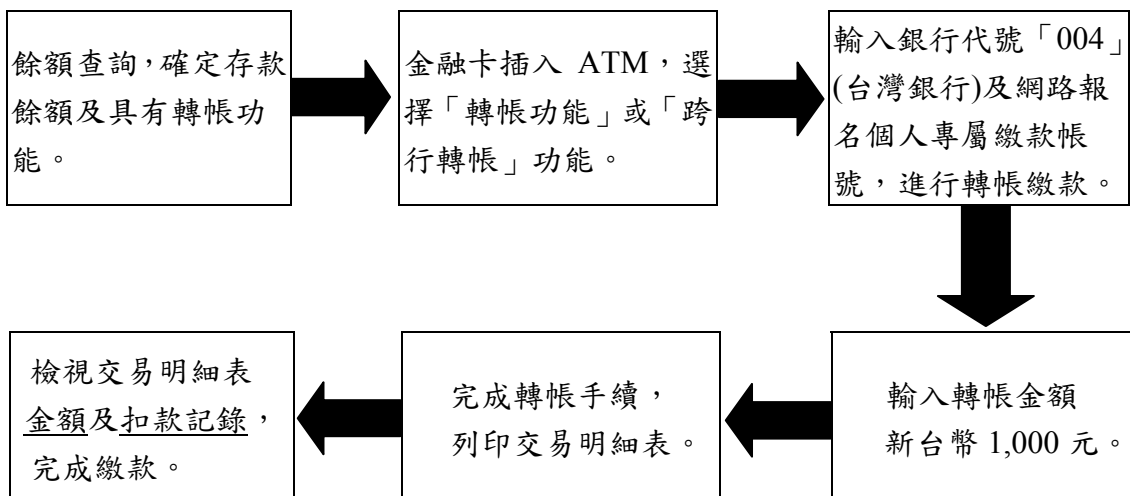 餘額查詢，確定存款
餘額及具有轉帳功
能。
金融卡插入 ATM，選
擇「轉帳功能」或「跨
行轉帳」功能。
輸入銀行代號「004」
(台灣銀行)及網路報
名個人專屬繳款帳
號，進行轉帳繳款。
輸入轉帳金額
新台幣 1,000 元。
完成轉帳手續，
列印交易明細表。
檢視交易明細表
金額及扣款記錄，
完成繳款。